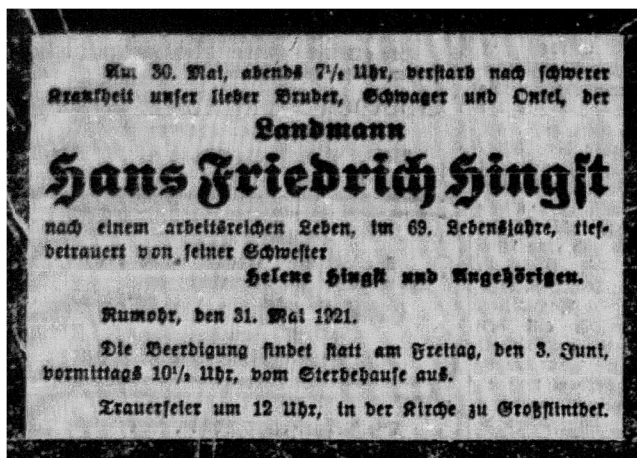 Am 30. Mai, abends 7½ Uhr, verstarb nach schwerer
Krankheit unser lieber Bruder, Schwager und Onkel, der
Landmann
Hans Friedrich Hingst
nach einem arbeitsreichen Leben, im 69. Lebensjahre, tief-
betrauert von seiner Schwester
Helene Hingst und Angehörigen.
Rumohr, den 31. Mai 1921.
Die Beerdigung findet statt am Freitag, den 3. Juni,
vormittags 10½ Uhr, vom Sterbehause aus.
Trauerfeier um 12 Uhr, in der Kirche zu Großflintbek.